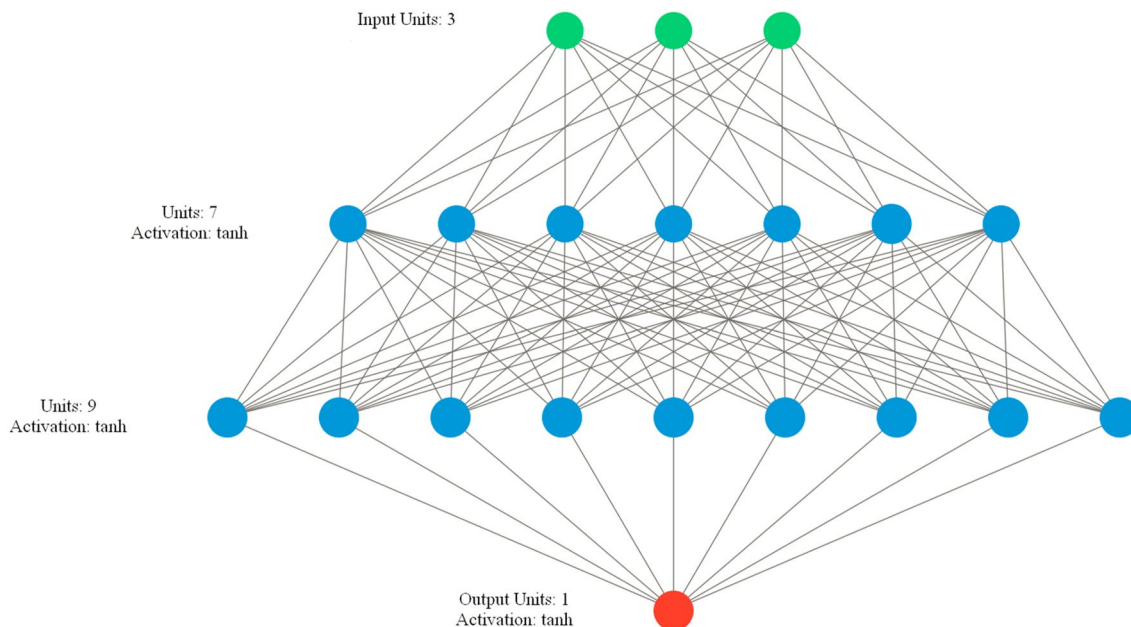 Input Units: 3
Units: 7
Activation: tanh
Units: 9
Activation: tanh
Output Units: 1
Activation: tanh